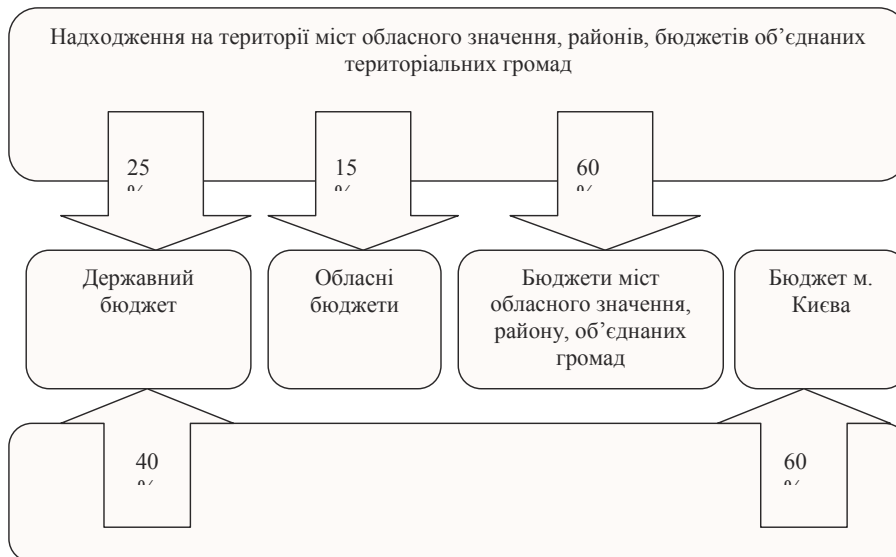 Надходження на території міст обласного значення, районів, бюджетів об’єднаних
територіальних громад
25
%
15
%
60
%
Державний
бюджет
Обласні
бюджети
Бюджети міст
обласного значення,
району, об’єднаних
громад
Бюджет м.
Києва
40
%
60
%